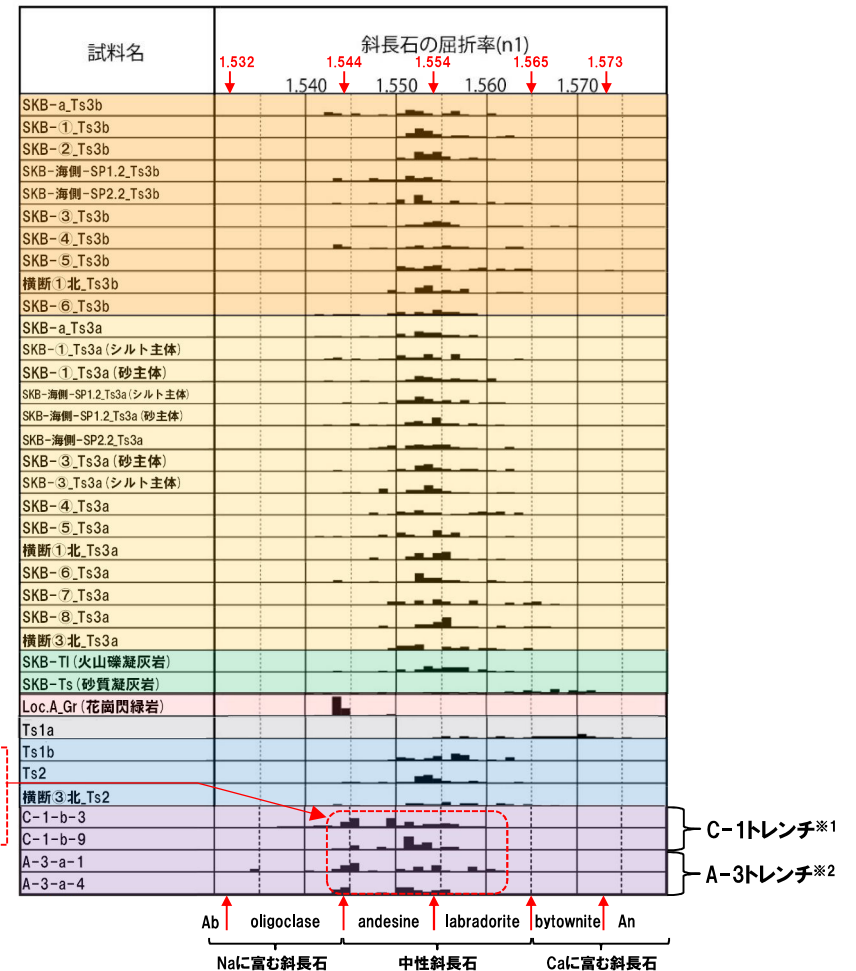 試料名
斜長石の屈折率(n1)
1.532 1.544 1.554 1.565 1.573
1.540 1.550 1.560 1.570
SKB-a_Ts3b
SKB-①_Ts3b
SKB-②_Ts3b
SKB-海側-SP1.2_Ts3b
SKB-海側-SP2.2_Ts3b
SKB-③_Ts3b
SKB-④_Ts3b
SKB-⑤_Ts3b
横断①北_Ts3b
SKB-⑥_Ts3b
SKB-a_Ts3a
SKB-①_Ts3a(シルト主体)
SKB-①_Ts3a(砂主体)
SKB-海側-SP1.2_Ts3a(シルト主体)
SKB-海側-SP1.2_Ts3a(砂主体)
SKB-海側-SP2.2_Ts3a
SKB-③_Ts3a(砂主体)
SKB-③_Ts3a(シルト主体)
SKB-④_Ts3a
SKB-⑤_Ts3a
横断①北_Ts3a
SKB-⑥_Ts3a
SKB-⑦_Ts3a
SKB-⑧_Ts3a
横断③北_Ts3a
SKB-Tl(火山礫凝灰岩)
SKB-Ts(砂質凝灰岩)
Loc.A_Gr(花崗閃緑岩)
Ts1a
Ts1b
Ts2
横断③北_Ts2
C-1-b-3
C-1-b-9
C-1トレンチ※1
A-3-a-1
A-3-a-4
A-3トレンチ※2
Ab oligoclase andesine labradorite bytownite An
Naに富む斜長石 中性斜長石 Caに富む斜長石